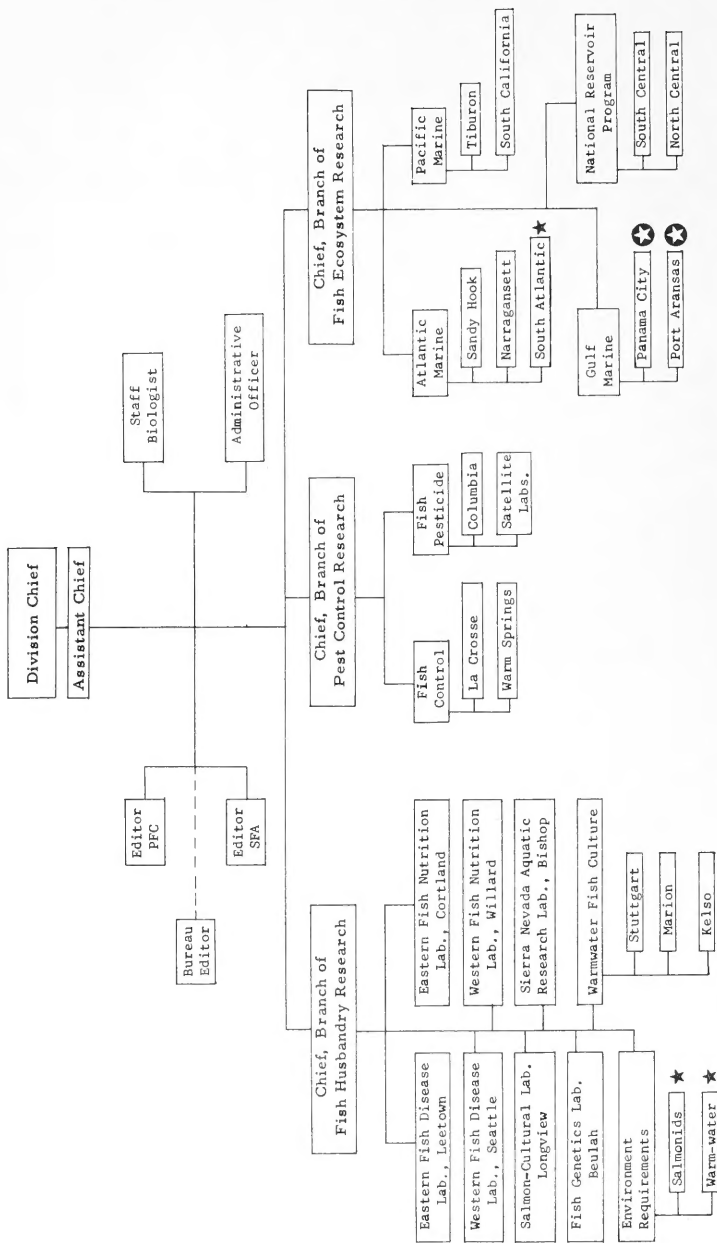 Division Chief
Assistant Chief
Editor
PFC
Bureau
Editor
Editor
SFA
Staff
Biologist
Administrative
Officer
Chief, Branch of
Fish Husbandry Research
Eastern Fish Disease
Lab., Leetown
Western Fish Disease
Lab., Seattle
Salmon-Cultural Lab.
Longview
Fish Genetics Lab.
Beulah
Environment
Requirements
Salmonids ★
Warm-water ★
Eastern Fish Nutrition
Lab., Cortland
Western Fish Nutrition
Lab., Willard
Sierra Nevada Aquatic
Research Lab., Bishop
Warmwater Fish Culture
Stuttgart
Marion
Kelso
Chief, Branch of
Pest Control Research
Fish
Control
La Crosse
Warm Springs
Fish
Pesticide
Columbia
Satellite
Labs.
Chief, Branch of
Fish Ecosystem Research
Atlantic
Marine
Sandy Hook
Narragansett
South Atlantic ★
Pacific
Marine
Tiburon
South California
Gulf
Marine
Panama City ✪
Port Aransas ✪
National Reservoir
Program
South Central
North Central